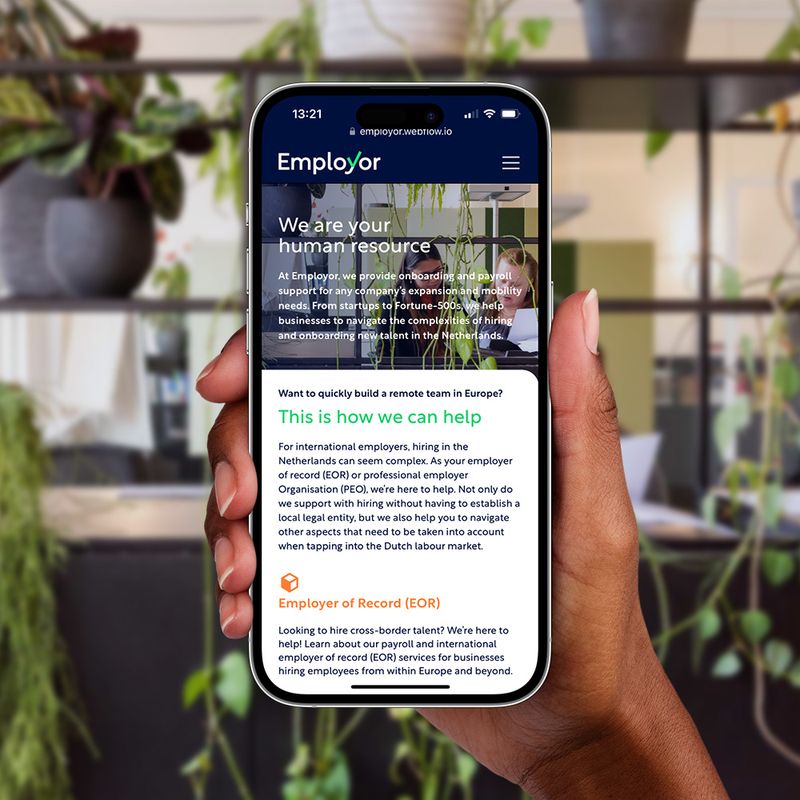 13:21
employor.webflow.io
Employor
We are your
human resource
At Employor, we provide onboarding and payroll
support for any company's expansion and mobility
needs. From startups to Fortune-500s, we help
businesses to navigate the complexities of hiring
and onboarding new talent in the Netherlands.
Want to quickly build a remote team in Europe?
This is how we can help
For international employers, hiring in the
Netherlands can seem complex. As your employer
of record (EOR) or professional employer
Organisation (PEO), we're here to help. Not only do
we support with hiring without having to establish a
local legal entity, but we also help you to navigate
other aspects that need to be taken into account
when tapping into the Dutch labour market.
Employer of Record (EOR)
Looking to hire cross-border talent? We're here to
help! Learn about our payroll and international
employer of record (EOR) services for businesses
hiring employees from within Europe and beyond.